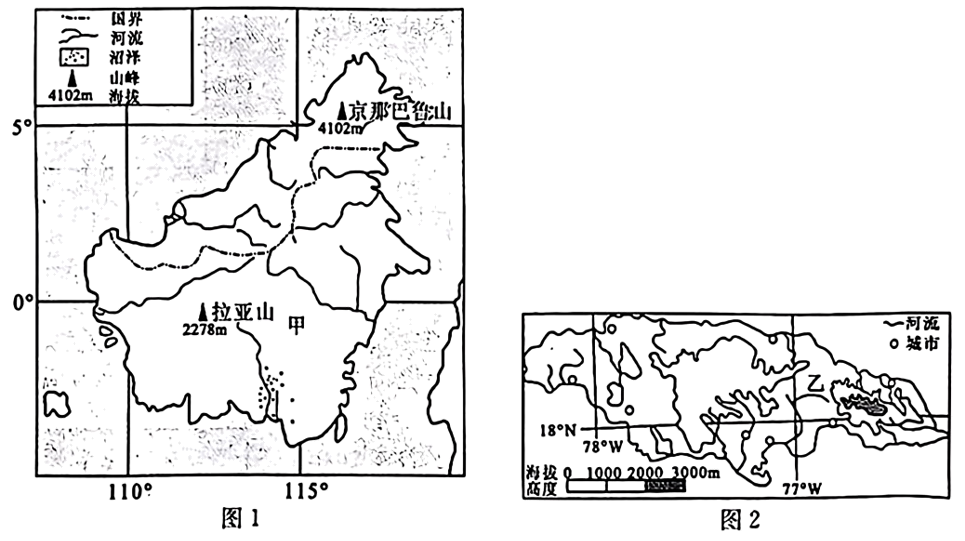 国界
河流
沼泽
山峰
4102m 海拔
京那巴鲁山
4102m
5°
0°
拉亚山
2278m
甲
110° 115°
图1
河流
城市
乙
18°N
78°W
77°W
海拔高度 0 1000 2000 3000m
图2